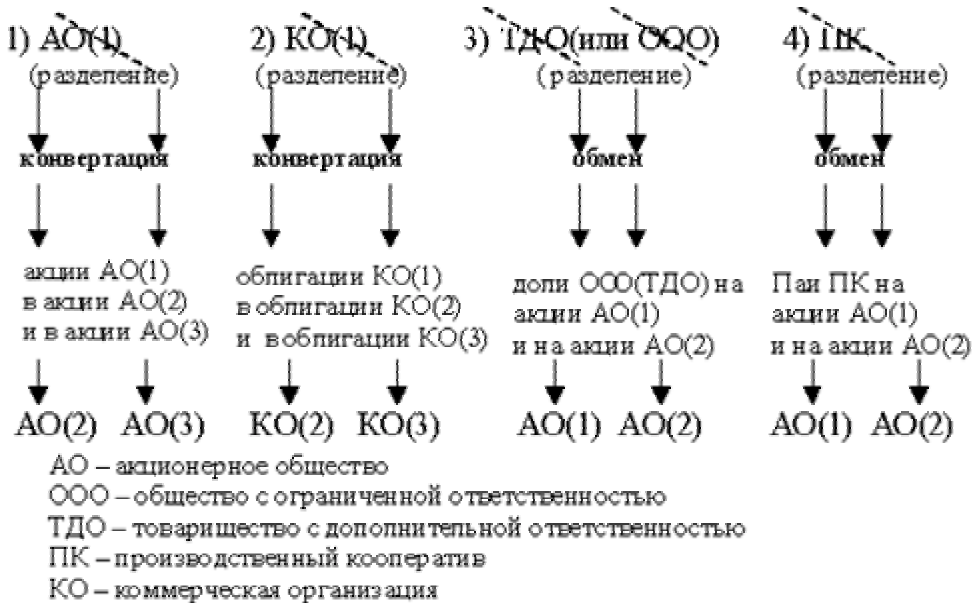 1) АО(1) 2) КО(1) 3) ТДО(или ООО) 4) ПК
(разделение) (разделение) (разделение) (разделение)
конвертация конвертация обмен обмен
акции АО(1)
в акции АО(2)
и в акции АО(3)
облигации КО(1)
в облигации КО(2)
и в облигации КО(3)
доли ООО(ТДО) на
акции АО(1)
и на акции АО(2)
Паи ПК на
акции АО(1)
и на акции АО(2)
АО(2) АО(3) КО(2) КО(3) АО(1) АО(2) АО(1) АО(2)
АО – акционерное общество
ООО – общество с ограниченной ответственностью
ТДО – товарищество с дополнительной ответственностью
ПК – производственный кооператив
КО – коммерческая организация